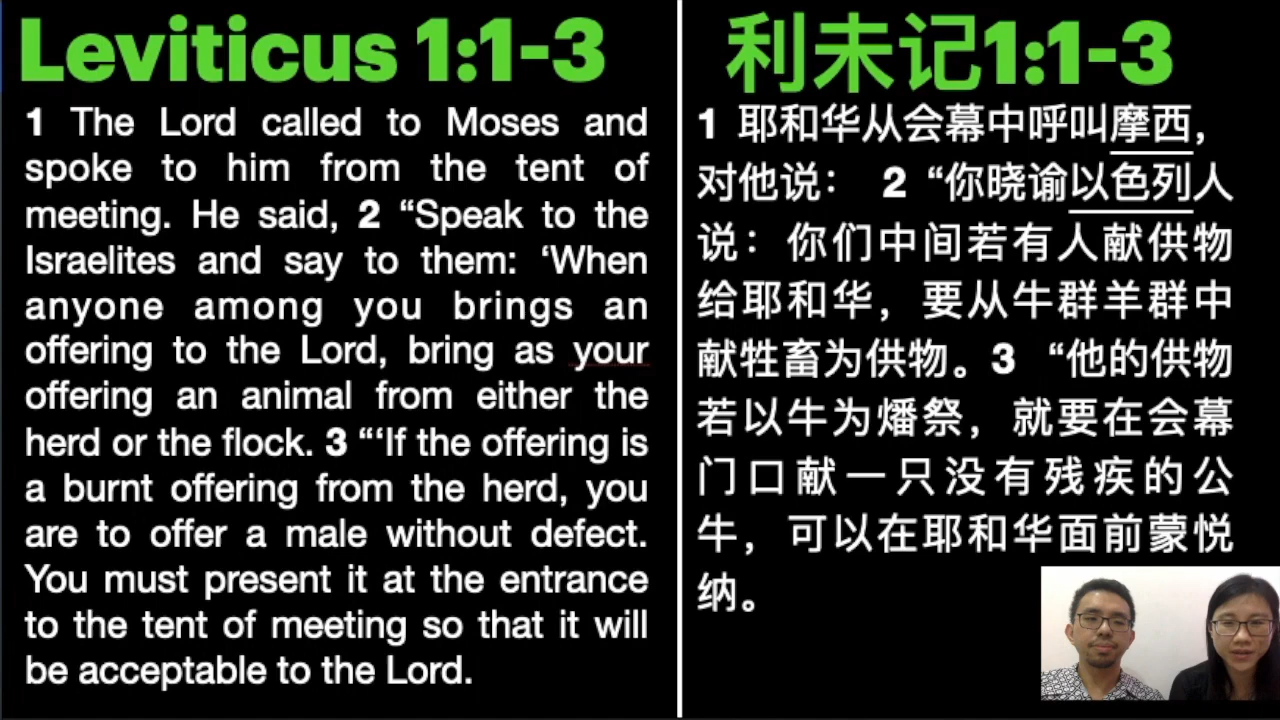 Leviticus 1:1-3
1 The Lord called to Moses and
spoke to him from the tent of
meeting. He said, 2 “Speak to the
Israelites and say to them: ‘When
anyone among you brings an
offering to the Lord, bring as your
offering an animal from either the
herd or the flock. 3 “‘If the offering is
a burnt offering from the herd, you
are to offer a male without defect.
You must present it at the entrance
to the tent of meeting so that it will
be acceptable to the Lord.
利未记1:1-3
1 耶和华从会幕中呼叫摩西，
对他说： 2 “你晓谕以色列人
说：你们中间若有人献供物
给耶和华，要从牛群羊群中
献牲畜为供物。3 “他的供物
若以牛为燔祭，就要在会幕
门口献一只没有残疾的公
牛，可以在耶和华面前蒙悦
纳。